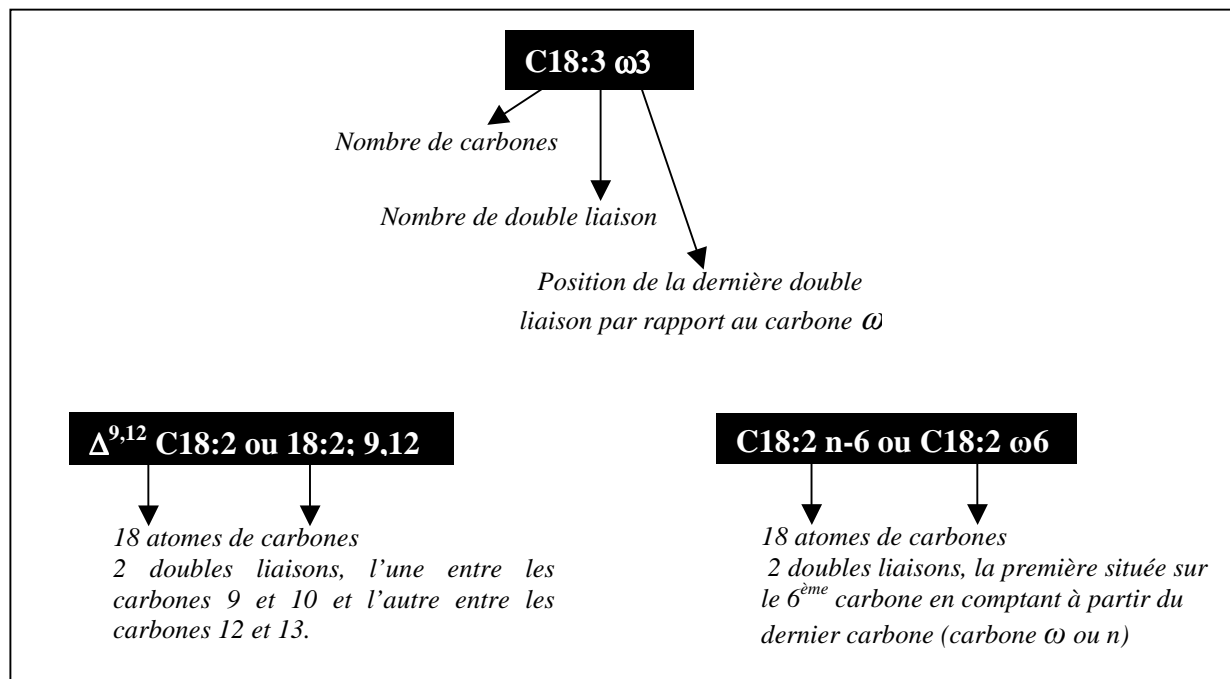 C18:3 ω3
Nombre de carbones
Nombre de double liaison
Position de la dernière double
liaison par rapport au carbone ω
Δ9,12 C18:2 ou 18:2; 9,12
18 atomes de carbones
2 doubles liaisons, l’une entre les
carbones 9 et 10 et l’autre entre les
carbones 12 et 13.
C18:2 n-6 ou C18:2 ω6
18 atomes de carbones
2 doubles liaisons, la première située sur
le 6ème carbone en comptant à partir du
dernier carbone (carbone ω ou n)